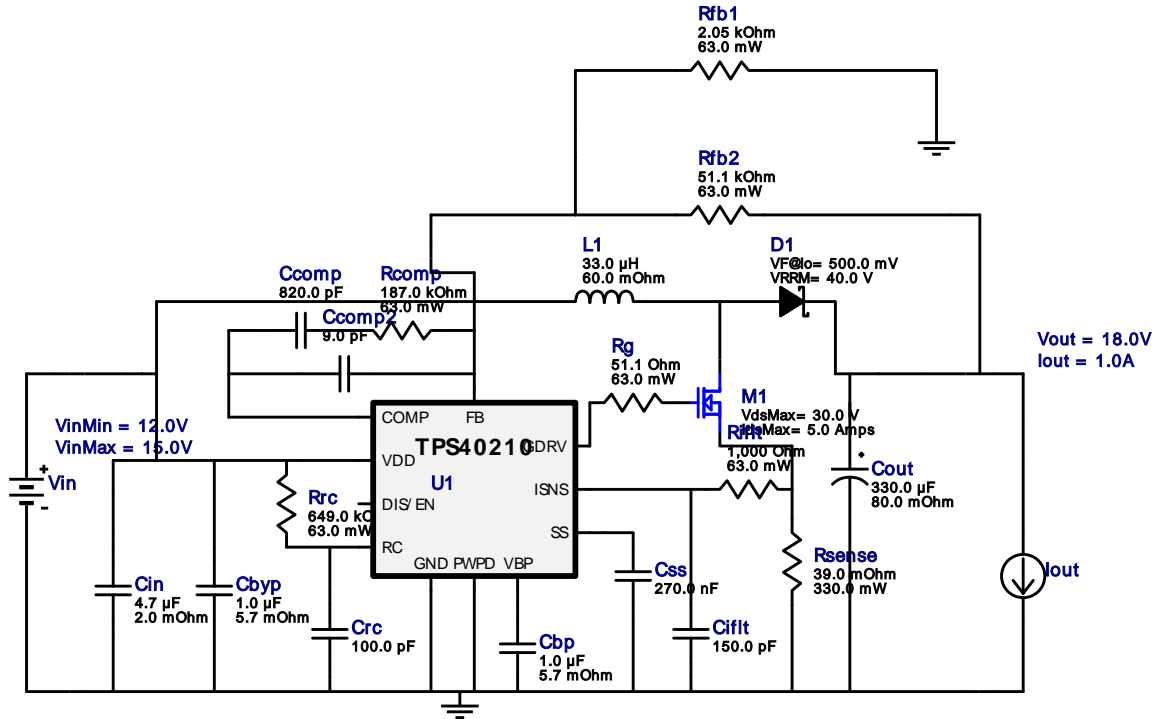 Rfb1
2.05 kOhm
63.0 mW
Rfb2
51.1 kOhm
63.0 mW
L1
33.0 µH
60.0 mOhm
D1
VF@Io= 500.0 mV
VRRM= 40.0 V
Ccomp
820.0 pF
Rcomp
187.0 kOhm
63.0 mW
Ccomp2
9.0 pF
Vout = 18.0V
Iout = 1.0A
Rg
51.1 Ohm
63.0 mW
M1
VdsMax= 30.0 V
IdsMax= 5.0 Amps
VinMin = 12.0V
VinMax = 15.0V
COMP
FB
TPS40210
GDRV
VDD
U1
ISNS
DIS/EN
SS
RC
GND
PWPD
VBP
Riflt
1,000 Ohm
63.0 mW
Cout
330.0 µF
80.0 mOhm
+
+
Vin
-
Rrc
649.0 kO
63.0 mW
Rsense
39.0 mOhm
330.0 mW
Iout
Cin
4.7 µF
2.0 mOhm
Cbyp
1.0 µF
5.7 mOhm
Css
270.0 nF
Crc
100.0 pF
Cbp
1.0 µF
5.7 mOhm
Ciflt
150.0 pF